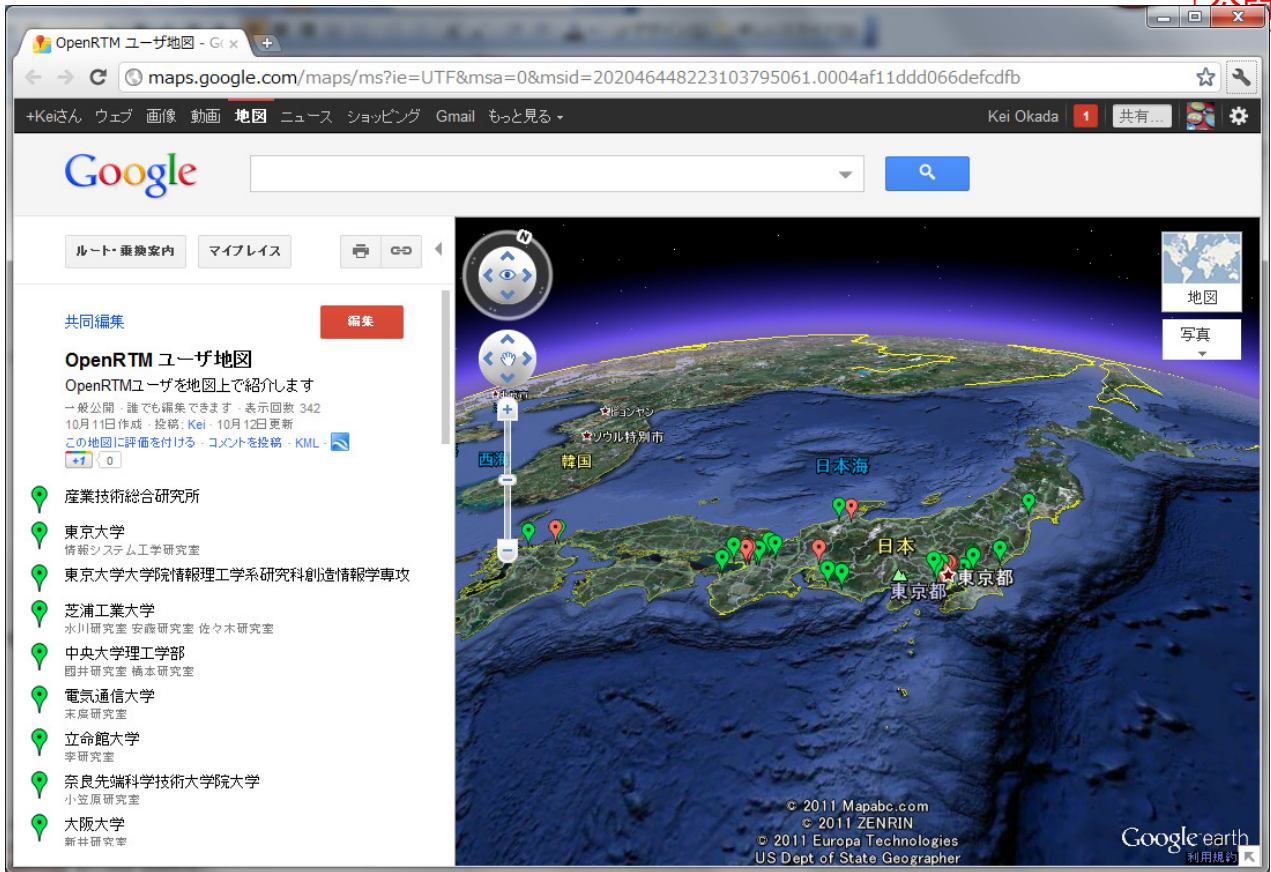 OpenRTM ユーザ地図 - G
maps.google.com/maps/ms?ie=UTF&msa=0&msid=202046448223103795061.0004af11ddd066defcdfb
+Keiさん ウェブ 画像 動画 地図 ニュース ショッピング Gmail もっと見る
Kei Okada 1 共有...
Google
ルート・乗換案内 マイプレイス
共同編集 編集
OpenRTM ユーザ地図
OpenRTMユーザを地図上で紹介します
一般公開 - 誰でも編集できます - 表示回数 342
10月11日作成 - 投稿: Kei - 10月12日更新
この地図に評価を付ける - コメントを投稿 - KML -
+1 0
産業技術総合研究所
東京大学
情報システム工学研究室
東京大学大学院情報理工学系研究科創造情報学専攻
芝浦工業大学
水川研究室 安藤研究室 佐々木研究室
中央大学理工学部
國井研究室 橋本研究室
電気通信大学
末廣研究室
立命館大学
李研究室
奈良先端科学技術大学院大学
小笠原研究室
大阪大学
新井研究室
N
地図
写真
ピョンヤン
ソウル特別市
韓国
日本海
日本
東京都
東京都
© 2011 Mapabc.com
© 2011 ZENRIN
© 2011 Europa Technologies
US Dept of State Geographer
Google earth
利用規約